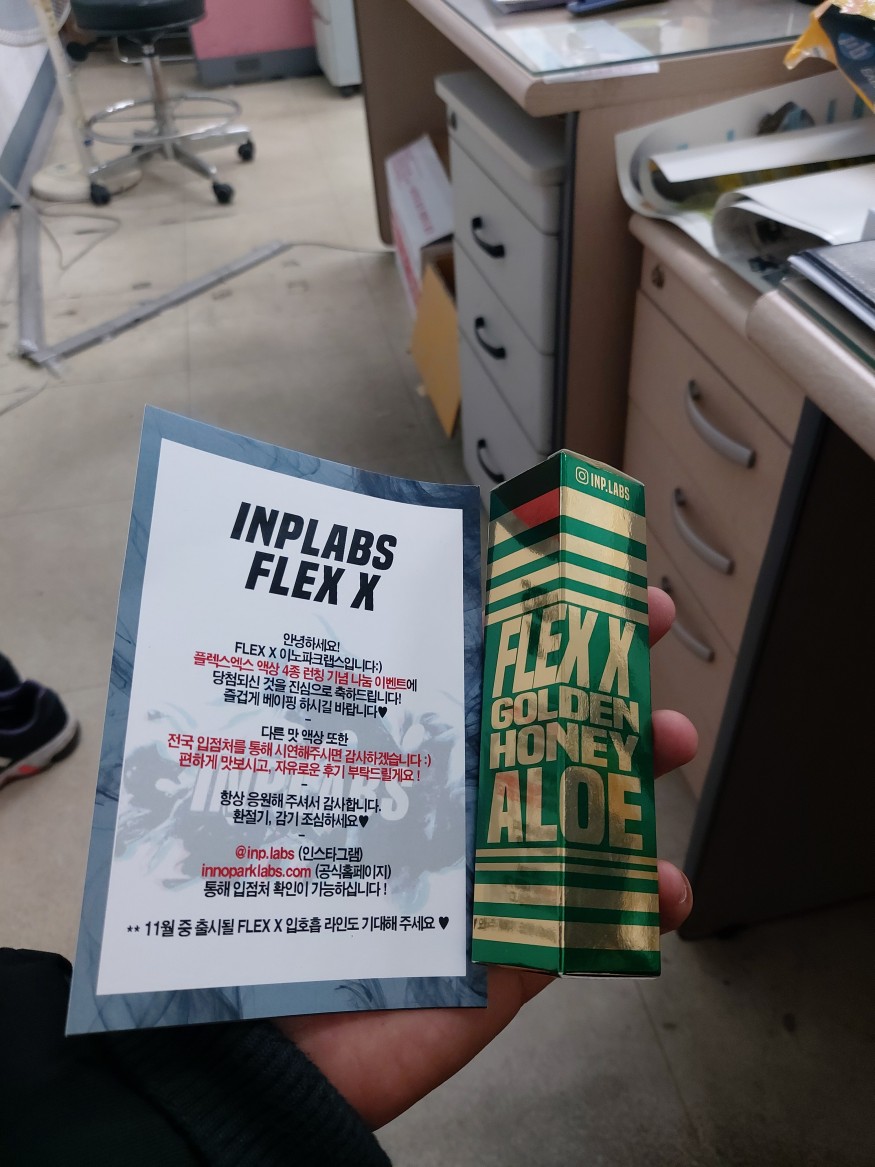 INPLABS
FLEX X
안녕하세요!
FLEX X 이노파크랩스입니다:)
플렉스엑스 액상 4종 런칭 기념 나눔 이벤트에
당첨되신 것을 진심으로 축하드립니다!
즐겁게 베이핑 하시길 바랍니다♥
–
다른 맛 액상 또한
전국 입점처를 통해 시연해주시면 감사하겠습니다 :)
편하게 맛보시고, 자유로운 후기 부탁드릴게요 !
–
항상 응원해 주셔서 감사합니다.
환절기, 감기 조심하세요♥
–
@inp.labs (인스타그램)
innoparklabs.com (공식홈페이지)
통해 입점처 확인이 가능하십니다 !
** 11월 중 출시될 FLEX X 입호흡 라인도 기대해 주세요 ♥
INP.LABS
FLEX X
GOLDEN
HONEY
ALOE